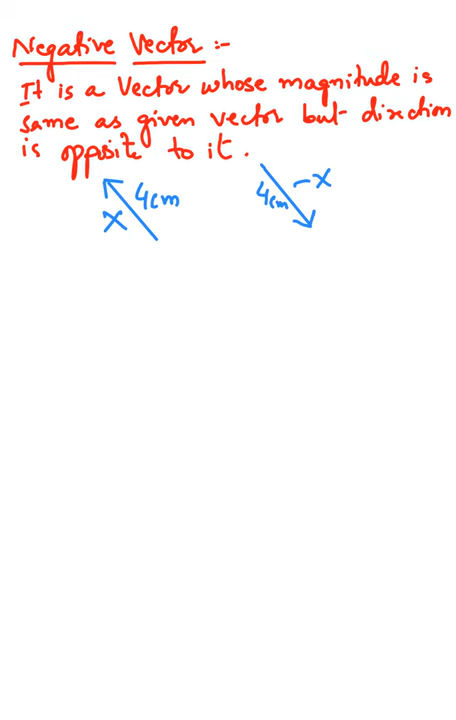 Negative Vector :-
It is a Vector whose magnitude is
same as given vector but direction
is opposite to it.
4cm
X
4cm
-X